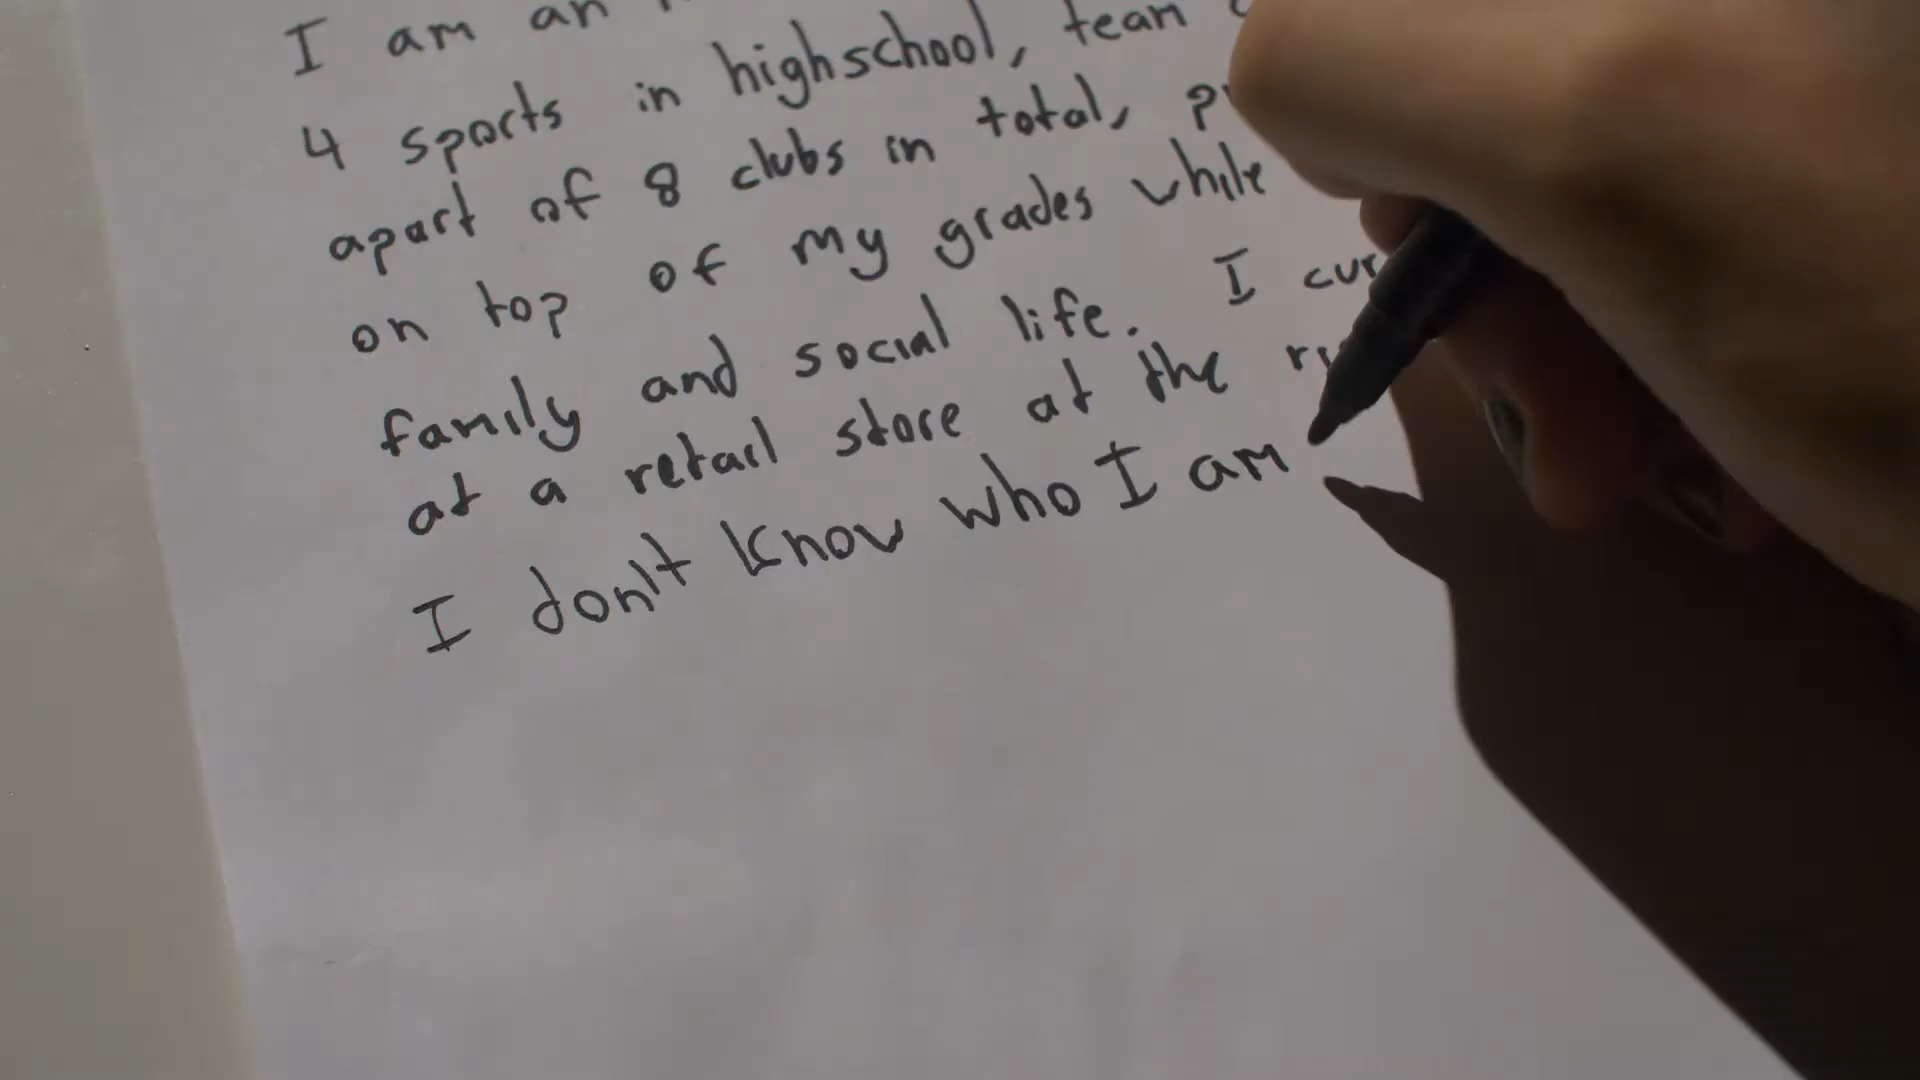 I am an
4 sports in highschool, team
apart of 8 clubs in total,
on top of my grades while
family and social life. I
at a retail store at the
I don't know who I am